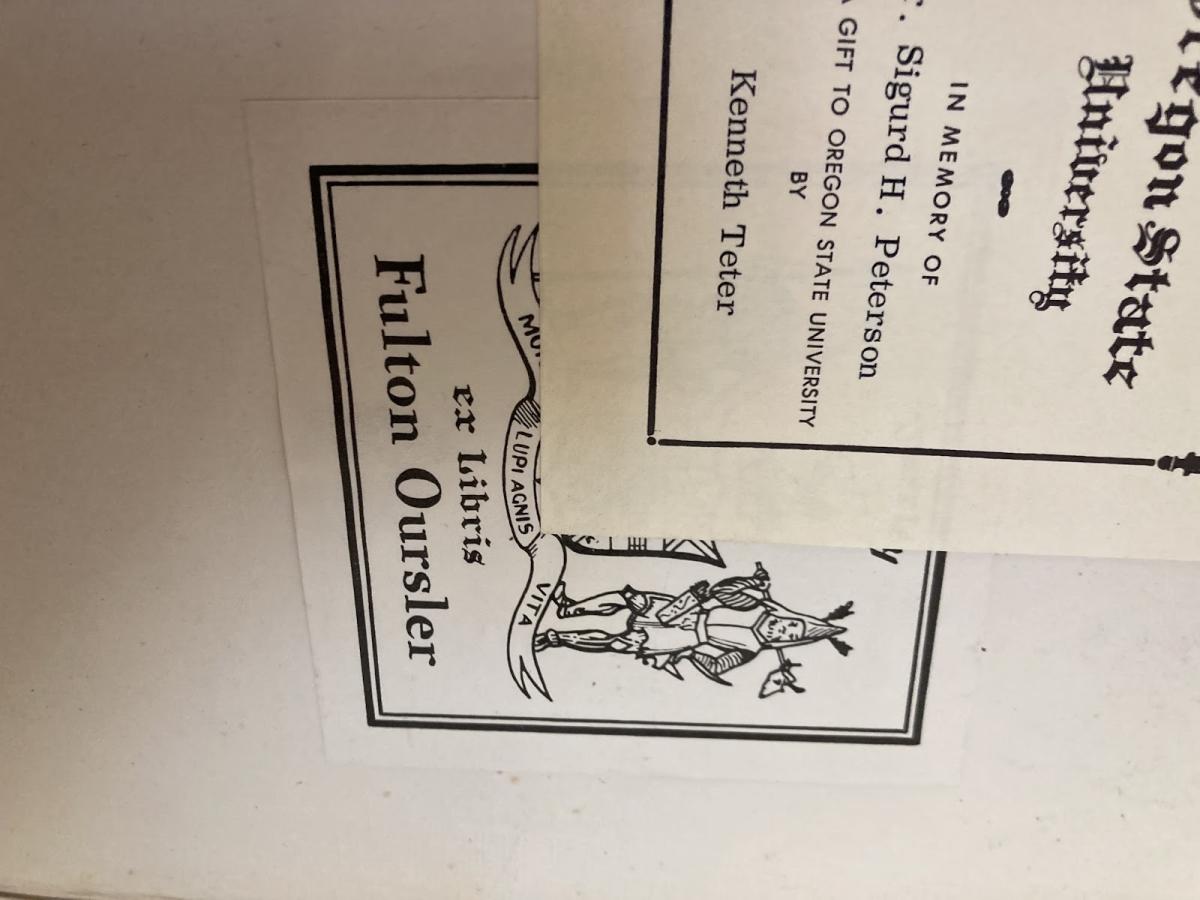 Oregon State
University
IN MEMORY OF
Sigurd H. Peterson
A GIFT TO OREGON STATE UNIVERSITY
BY
Kenneth Teter
LUPI AGNIS
VITA
ex Libris
Fulton Oursler